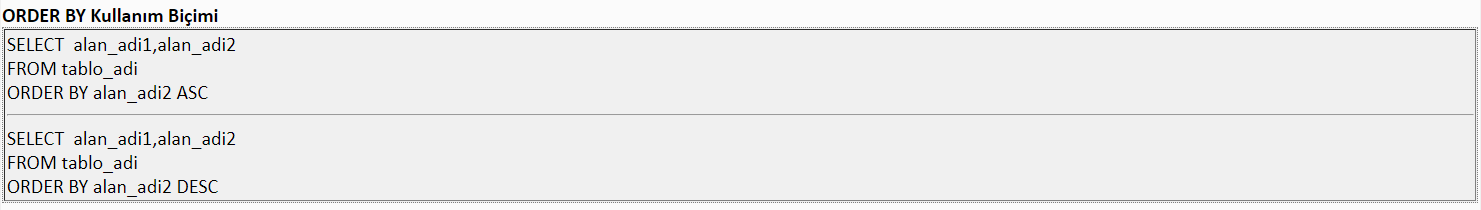 ORDER BY Kullanım Biçimi
SELECT  alan_adi1,alan_adi2
FROM tablo_adi
ORDER BY alan_adi2 ASC
SELECT  alan_adi1,alan_adi2
FROM tablo_adi
ORDER BY alan_adi2 DESC